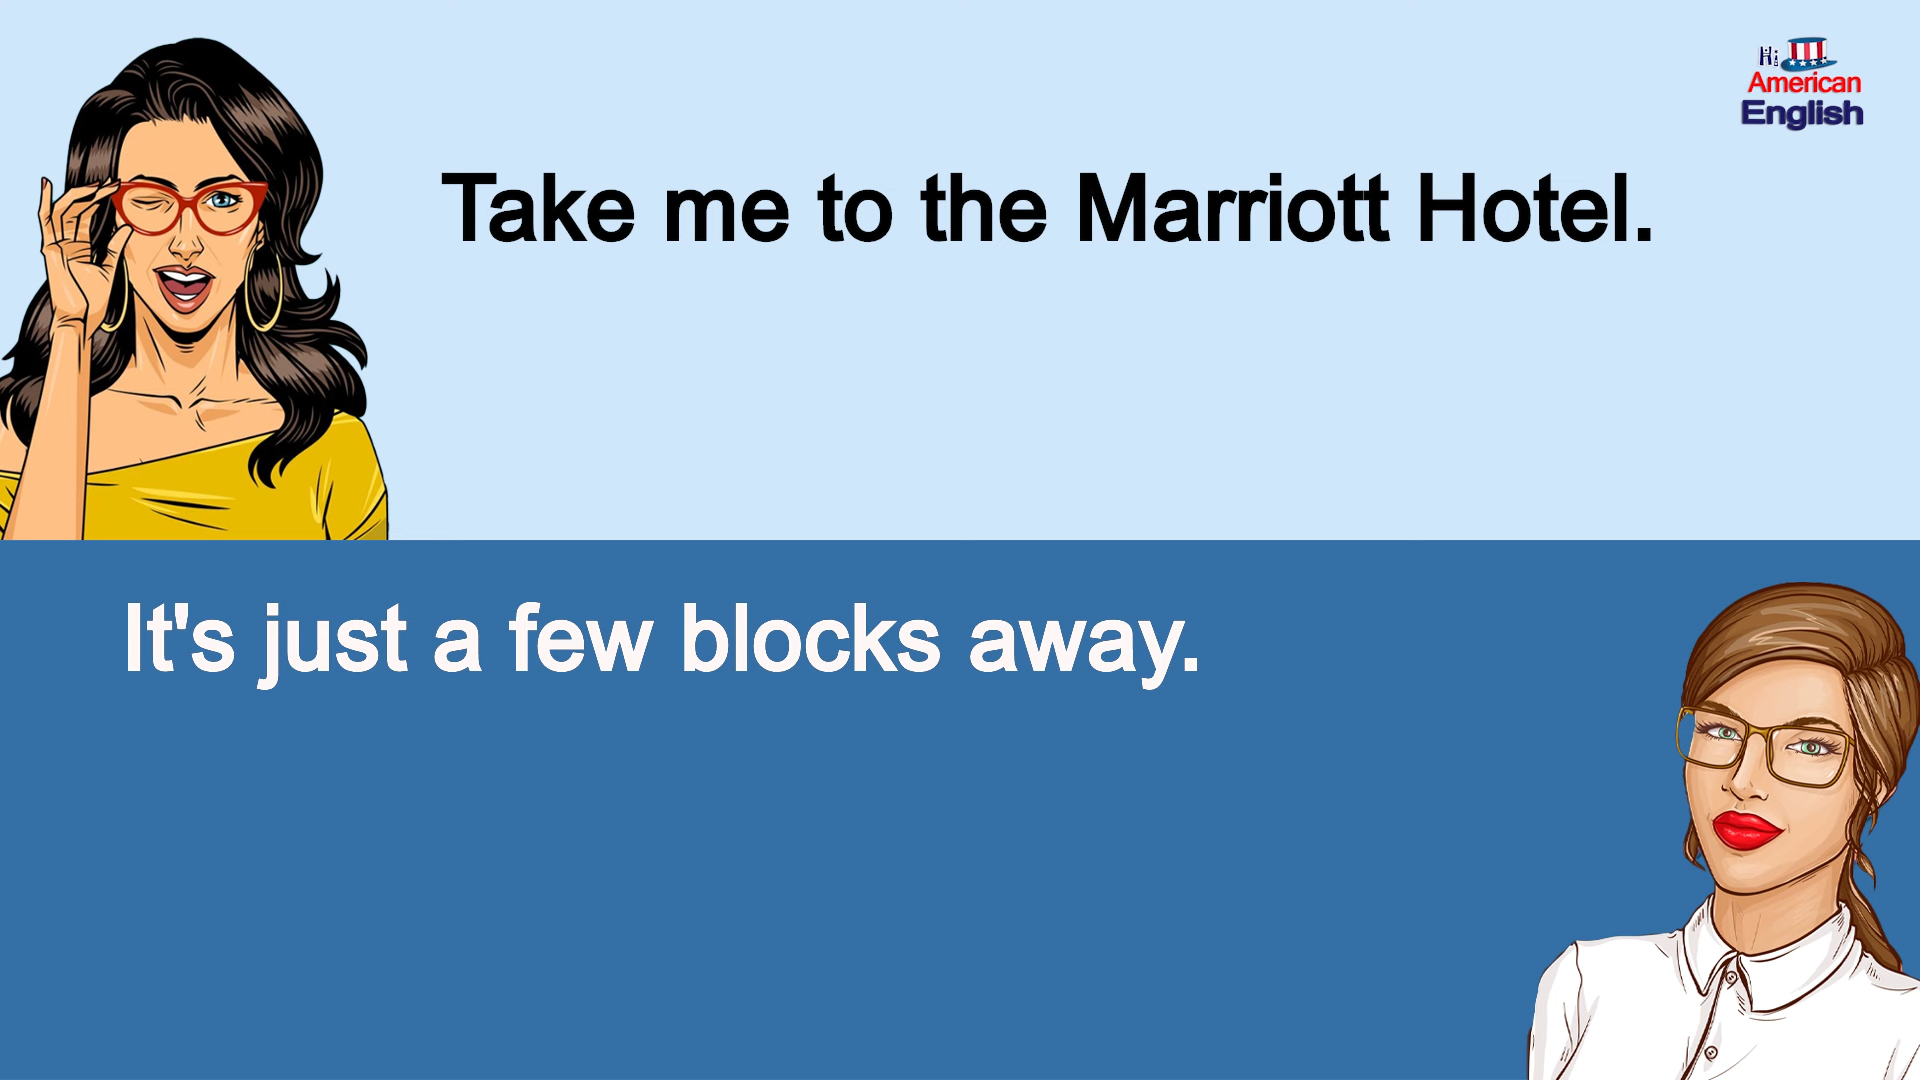 Hi
American
English
Take me to the Marriott Hotel.
It's just a few blocks away.